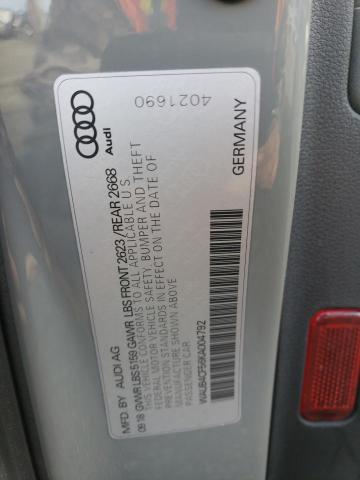 Audi
4021690
GERMANY
MFD. BY AUDI AG
09.18 GVWR LBS 5159 GAWR LBS FRONT 2623 / REAR 2668
THIS VEHICLE CONFORMS TO ALL APPLICABLE U S
FEDERAL MOTOR VEHICLE SAFETY, BUMPER AND THEFT
PREVENTION STANDARDS IN EFFECT ON THE DATE OF
MANUFACTURE SHOWN ABOVE
PASSENGER CAR